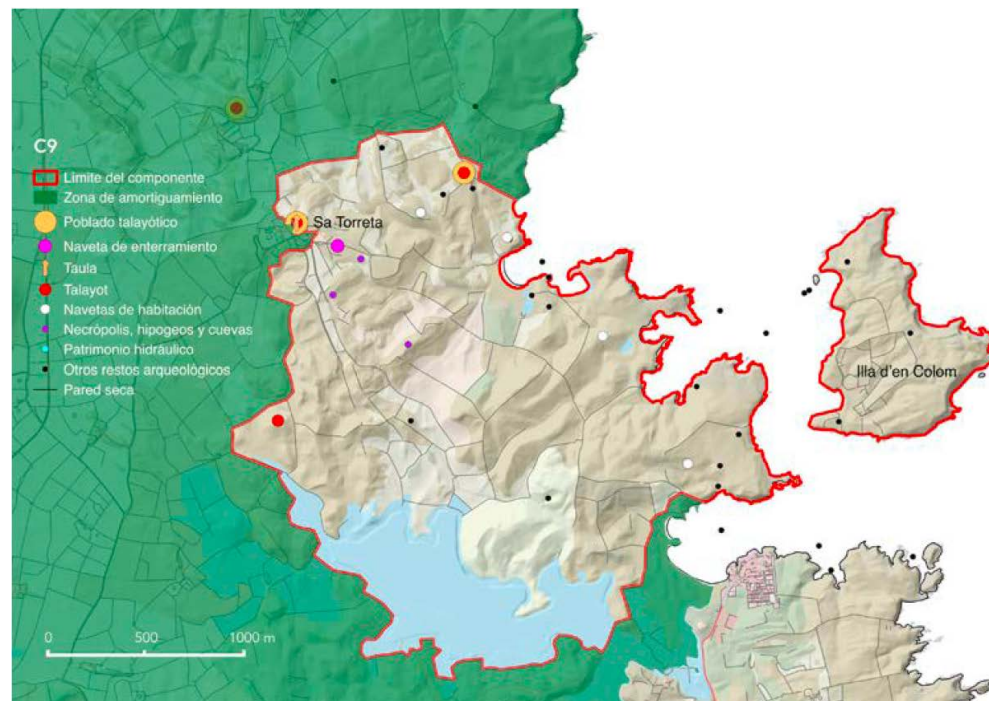 C9
Límite del componente
Zona de amortiguamiento
Poblado talayótico
Naveta de enterramiento
Taula
Talayot
Navetas de habitación
Necrópolis, hipogeos y cuevas
Patrimonio hidráulico
Otros restos arqueológicos
Pared seca
Sa Torreta
Illa d'en Colom
0 500 1000 m